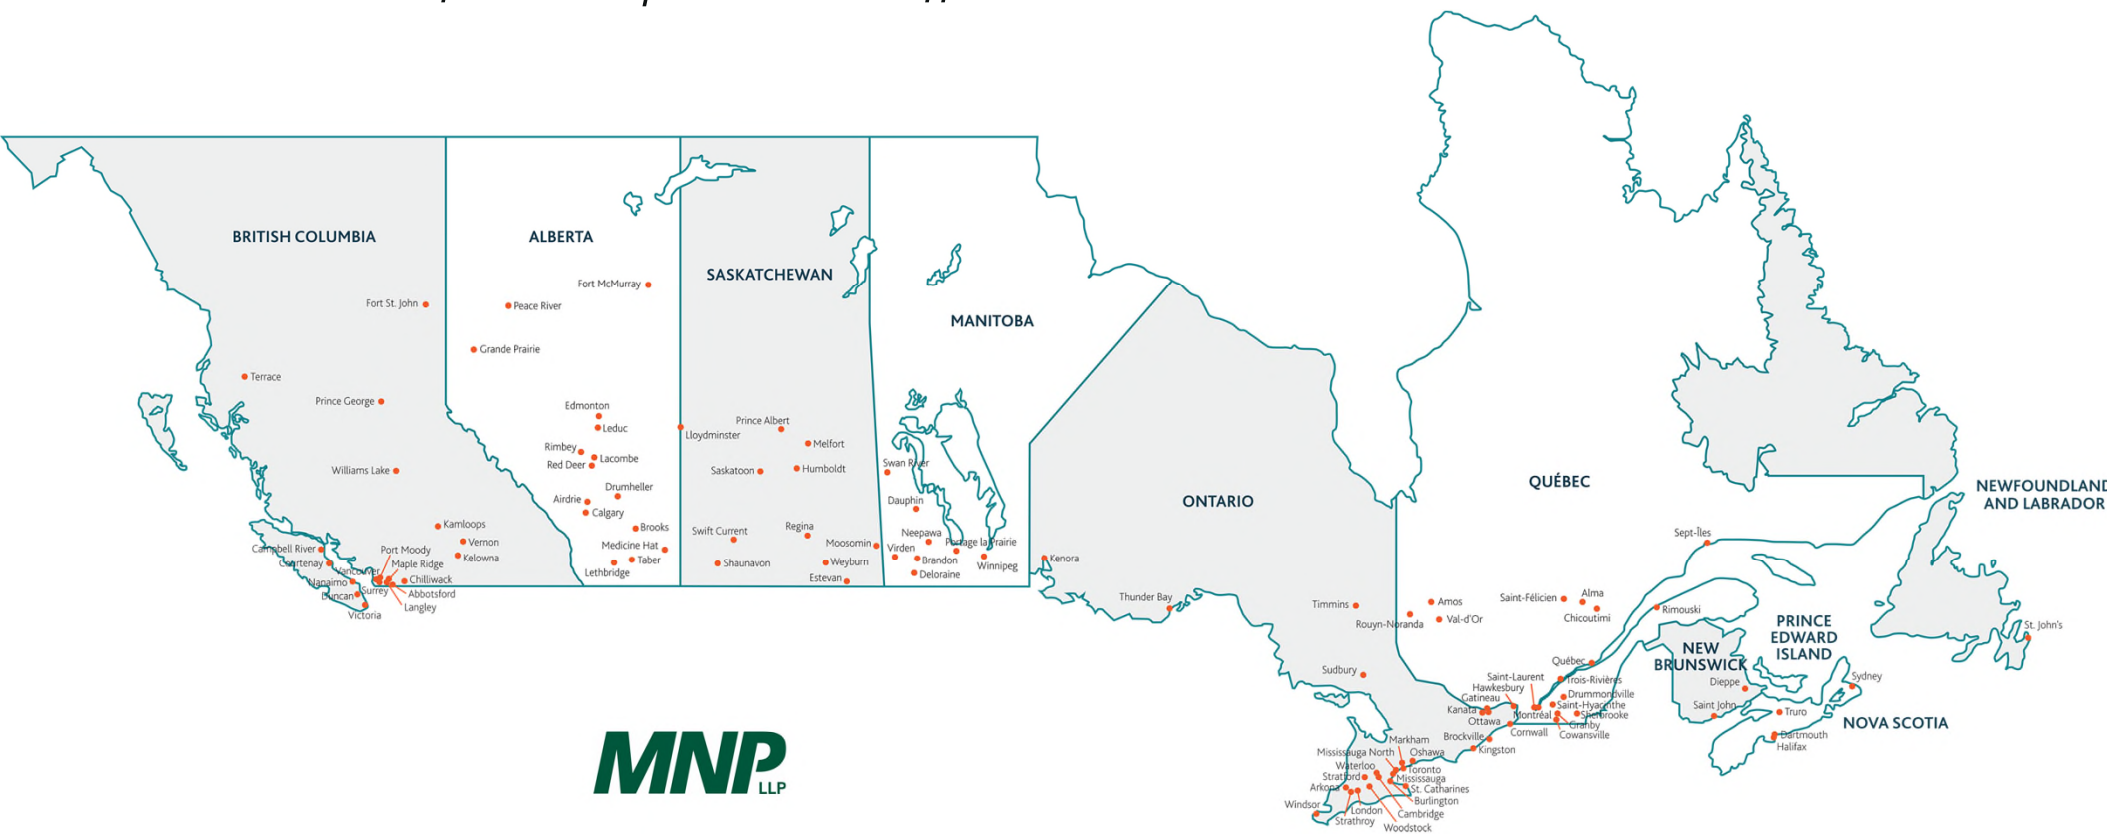 BRITISH COLUMBIA
ALBERTA
SASKATCHEWAN
MANITOBA
ONTARIO
QUÉBEC
NEWFOUNDLAND
AND LABRADOR
PRINCE
EDWARD
ISLAND
NEW
BRUNSWICK
NOVA SCOTIA
Fort St. John
Terrace
Prince George
Williams Lake
Kamloops
Vernon
Kelowna
Campbell River
Courtenay
Port Moody
Maple Ridge
Vancouver
Chilliwack
Nanaimo
Surrey
Abbotsford
Duncan
Langley
Victoria
Fort McMurray
Peace River
Grande Prairie
Edmonton
Leduc
Rimbey
Lacombe
Red Deer
Drumheller
Airdrie
Calgary
Brooks
Medicine Hat
Taber
Lethbridge
Lloydminster
Prince Albert
Melfort
Saskatoon
Humboldt
Swift Current
Regina
Moosomin
Shaunavon
Weyburn
Estevan
Swan River
Dauphin
Neepawa
Portage la Prairie
Virden
Brandon
Winnipeg
Deloraine
Kenora
Thunder Bay
Timmins
Sudbury
Rouyn-Noranda
Amos
Val-d'Or
Saint-Félicien
Alma
Chicoutimi
Sept-Îles
Rimouski
Québec
Trois-Rivières
Saint-Laurent
Hawkesbury
Gatineau
Drummondville
Saint-Hyacinthe
Kanata
Montréal
Sherbrooke
Ottawa
Granby
Cornwall
Cowansville
Brockville
Kingston
Markham
Mississauga North
Oshawa
Waterloo
Toronto
Stratford
Mississauga
Arkona
St. Catharines
Burlington
Windsor
London
Cambridge
Strathroy
Woodstock
Dieppe
Saint John
Sydney
Truro
Dartmouth
Halifax
St. John's
MNP
LLP